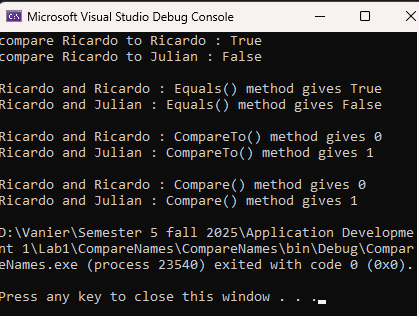 Microsoft Visual Studio Debug Console
compare Ricardo to Ricardo : True
compare Ricardo to Julian : False
Ricardo and Ricardo : Equals() method gives True
Ricardo and Julian : Equals() method gives False
Ricardo and Ricardo : CompareTo() method gives 0
Ricardo and Julian : CompareTo() method gives 1
Ricardo and Ricardo : Compare() method gives 0
Ricardo and Julian : Compare() method gives 1
D:\Vanier\Semester 5 fall 2025\Application Developme
nt 1\Lab1\CompareNames\CompareNames\bin\Debug\Compar
eNames.exe (process 23540) exited with code 0 (0x0).
Press any key to close this window . . .